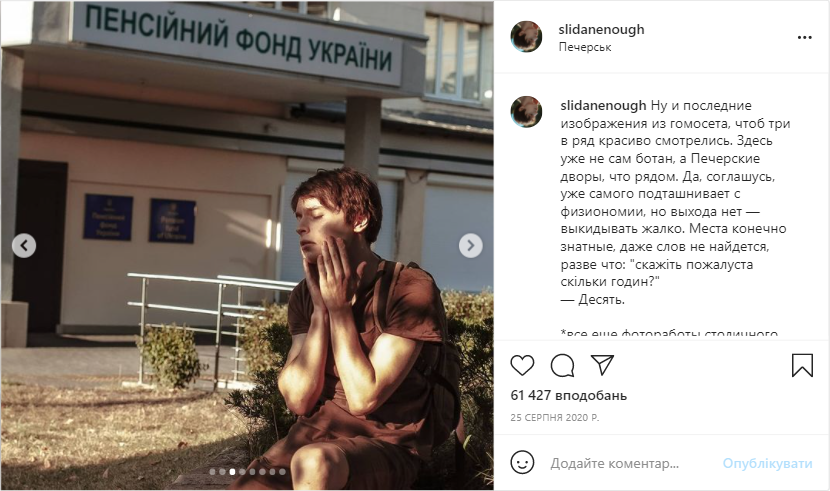 ПЕНСІЙНИЙ ФОНД УКРАЇНИ
Пенсійний
Фонд
України
slidanenough
Печерськ
slidanenough Ну и последние
изображения из гомосета, чтоб три
в ряд красиво смотрелись. Здесь
уже не сам ботан, а Печерские
дворы, что рядом. Да, соглашусь,
уже самого подташнивает с
физиономии, но выхода нет —
выкидывать жалко. Места конечно
знатные, даже слов не найдется,
разве что: "скажіть пожалуста
скільки годин?"
— Десять.
*все еще фотоработы столичного
61 427 вподобань
25 СЕРПНЯ 2020 Р.
Додайте коментар...
Опублікувати